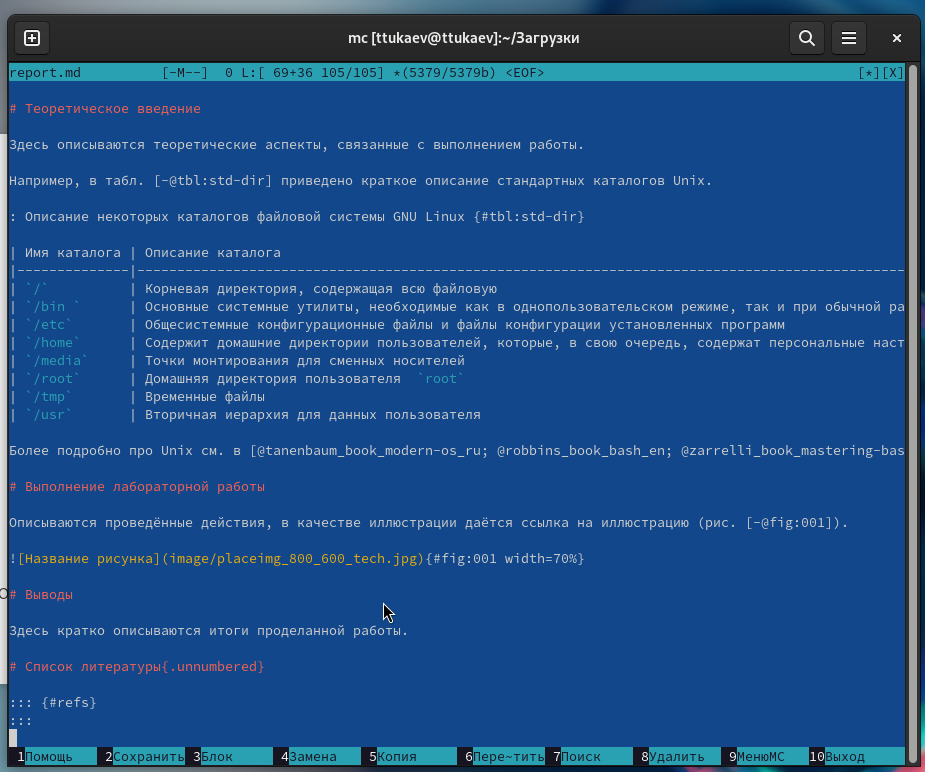 mc [ttukaev@ttukaev]:~/Загрузки
report.md [-M--] 0 L:[ 69+36 105/105] *(5379/5379b) <EOF> [*][X]
# Теоретическое введение
Здесь описываются теоретические аспекты, связанные с выполнением работы.
Например, в табл. [-@tbl:std-dir] приведено краткое описание стандартных каталогов Unix.
: Описание некоторых каталогов файловой системы GNU Linux {#tbl:std-dir}
| Имя каталога | Описание каталога
|--------------|------------------------------------------------------------------------------------------------
| `/` | Корневая директория, содержащая всю файловую
| `/bin ` | Основные системные утилиты, необходимые как в однопользовательском режиме, так и при обычной ра
| `/etc` | Общесистемные конфигурационные файлы и файлы конфигурации установленных программ
| `/home` | Содержит домашние директории пользователей, которые, в свою очередь, содержат персональные наст
| `/media` | Точки монтирования для сменных носителей
| `/root` | Домашняя директория пользователя `root`
| `/tmp` | Временные файлы
| `/usr` | Вторичная иерархия для данных пользователя
Более подробно про Unix см. в [@tanenbaum_book_modern-os_ru; @robbins_book_bash_en; @zarrelli_book_mastering-bas
# Выполнение лабораторной работы
Описываются проведённые действия, в качестве иллюстрации даётся ссылка на иллюстрацию (рис. [-@fig:001]).
![Название рисунка](image/placeimg_800_600_tech.jpg){#fig:001 width=70%}
# Выводы
Здесь кратко описываются итоги проделанной работы.
# Список литературы{.unnumbered}
::: {#refs}
:::
1Помощь 2Сохранить 3Блок 4Замена 5Копия 6Пере~тить 7Поиск 8Удалить 9МенюMC 10Выход